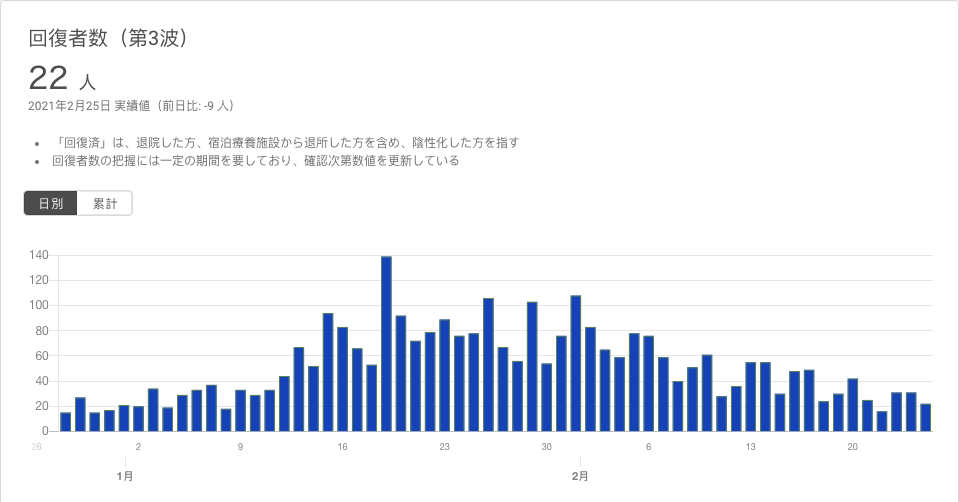 回復者数（第3波）
22 人
2021年2月25日 実績値（前日比: -9 人）
• 「回復済」は、退院した方、宿泊療養施設から退所した方を含め、陰性化した方を指す
• 回復者数の把握には一定の期間を要しており、確認次第数値を更新している
日別 累計
140
120
100
80
60
40
20
0
26 2 9 16 23 30 6 13 20
1月 2月